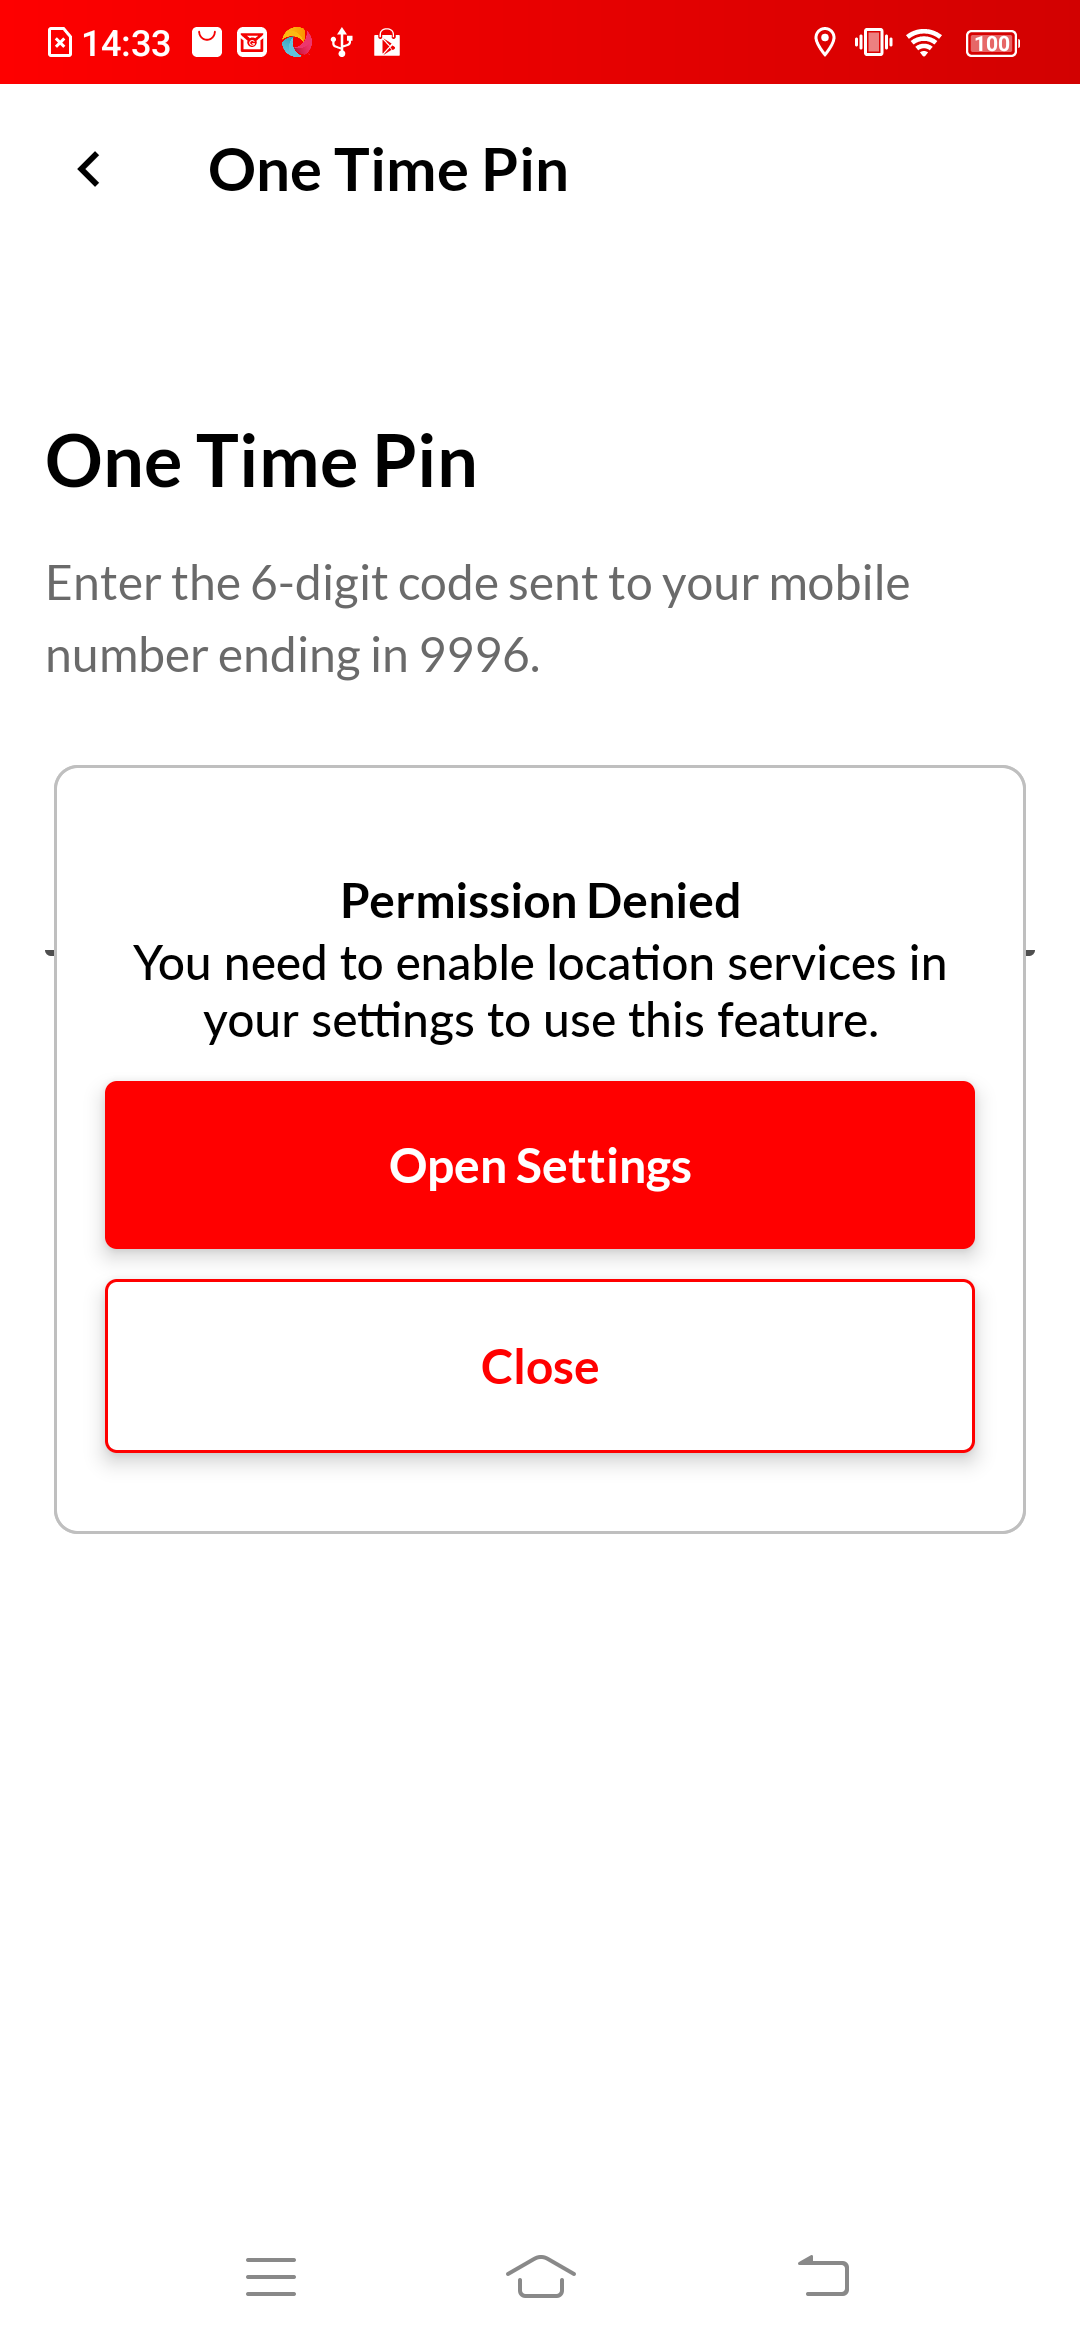 14:33
100
One Time Pin
One Time Pin
Enter the 6-digit code sent to your mobile
number ending in 9996.
Permission Denied
You need to enable location services in
your settings to use this feature.
Open Settings
Close